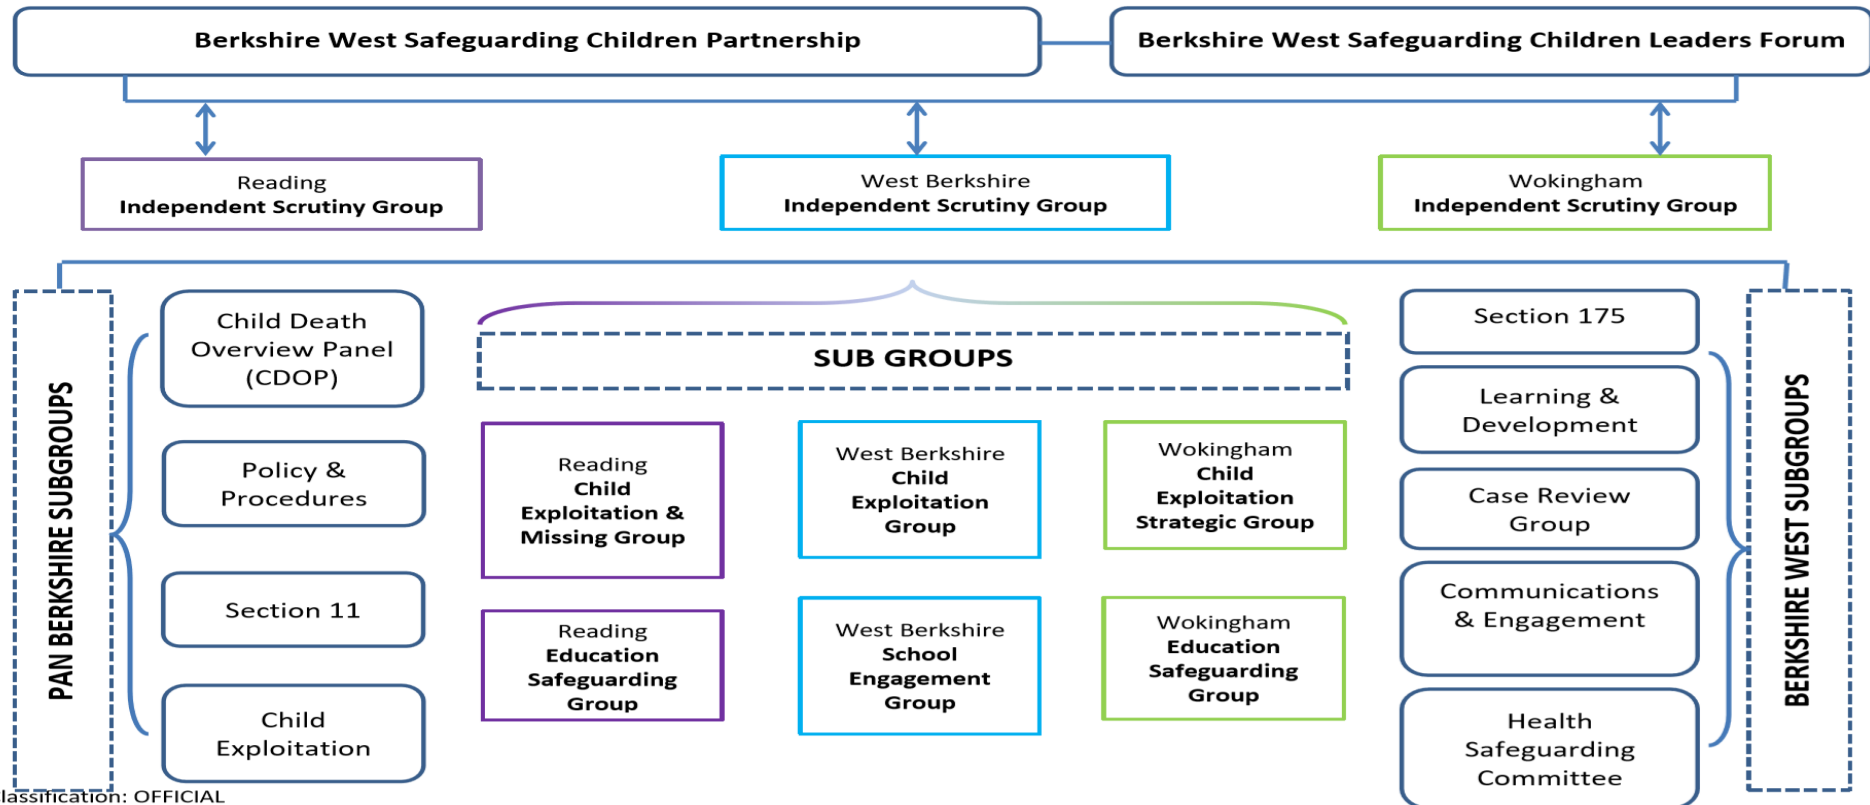 Berkshire West Safeguarding Children Partnership
Berkshire West Safeguarding Children Leaders Forum
Reading
Independent Scrutiny Group
West Berkshire
Independent Scrutiny Group
Wokingham
Independent Scrutiny Group
PAN BERKSHIRE SUBGROUPS
Child Death
Overview Panel
(CDOP)
Policy &
Procedures
Section 11
Child
Exploitation
SUB GROUPS
Reading
Child
Exploitation &
Missing Group
West Berkshire
Child
Exploitation
Group
Wokingham
Child
Exploitation
Strategic Group
Reading
Education
Safeguarding
Group
West Berkshire
School
Engagement
Group
Wokingham
Education
Safeguarding
Group
Section 175
Learning &
Development
Case Review
Group
Communications
& Engagement
Health
Safeguarding
Committee
BERKSHIRE WEST SUBGROUPS
lassification: OFFICIAL